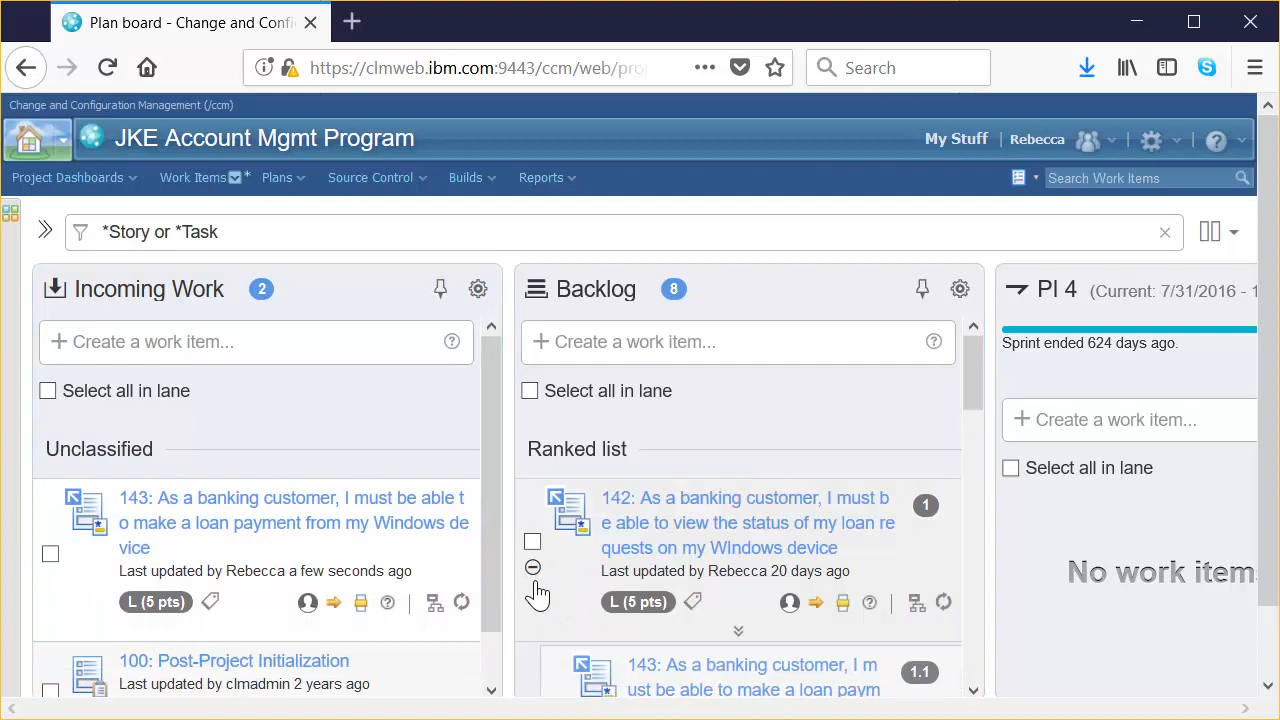 Plan board - Change and Confi
https://clmweb.ibm.com:9443/ccm/web/pro
Search
Change and Configuration Management (/ccm)
JKE Account Mgmt Program
My Stuff
Rebecca
Project Dashboards
Work Items
*
Plans
Source Control
Builds
Reports
Search Work Items
*Story or *Task
Incoming Work
2
+ Create a work item...
Select all in lane
Unclassified
143: As a banking customer, I must be able t
o make a loan payment from my Windows de
vice
Last updated by Rebecca a few seconds ago
L (5 pts)
100: Post-Project Initialization
Last updated by clmadmin 2 years ago
Backlog
8
+ Create a work item...
Select all in lane
Ranked list
142: As a banking customer, I must b
e able to view the status of my loan re
quests on my WIndows device
1
Last updated by Rebecca 20 days ago
L (5 pts)
143: As a banking customer, I m
ust be able to make a loan paym
1.1
PI 4
(Current: 7/31/2016 - 1
Sprint ended 624 days ago.
+ Create a work item...
Select all in lane
No work item